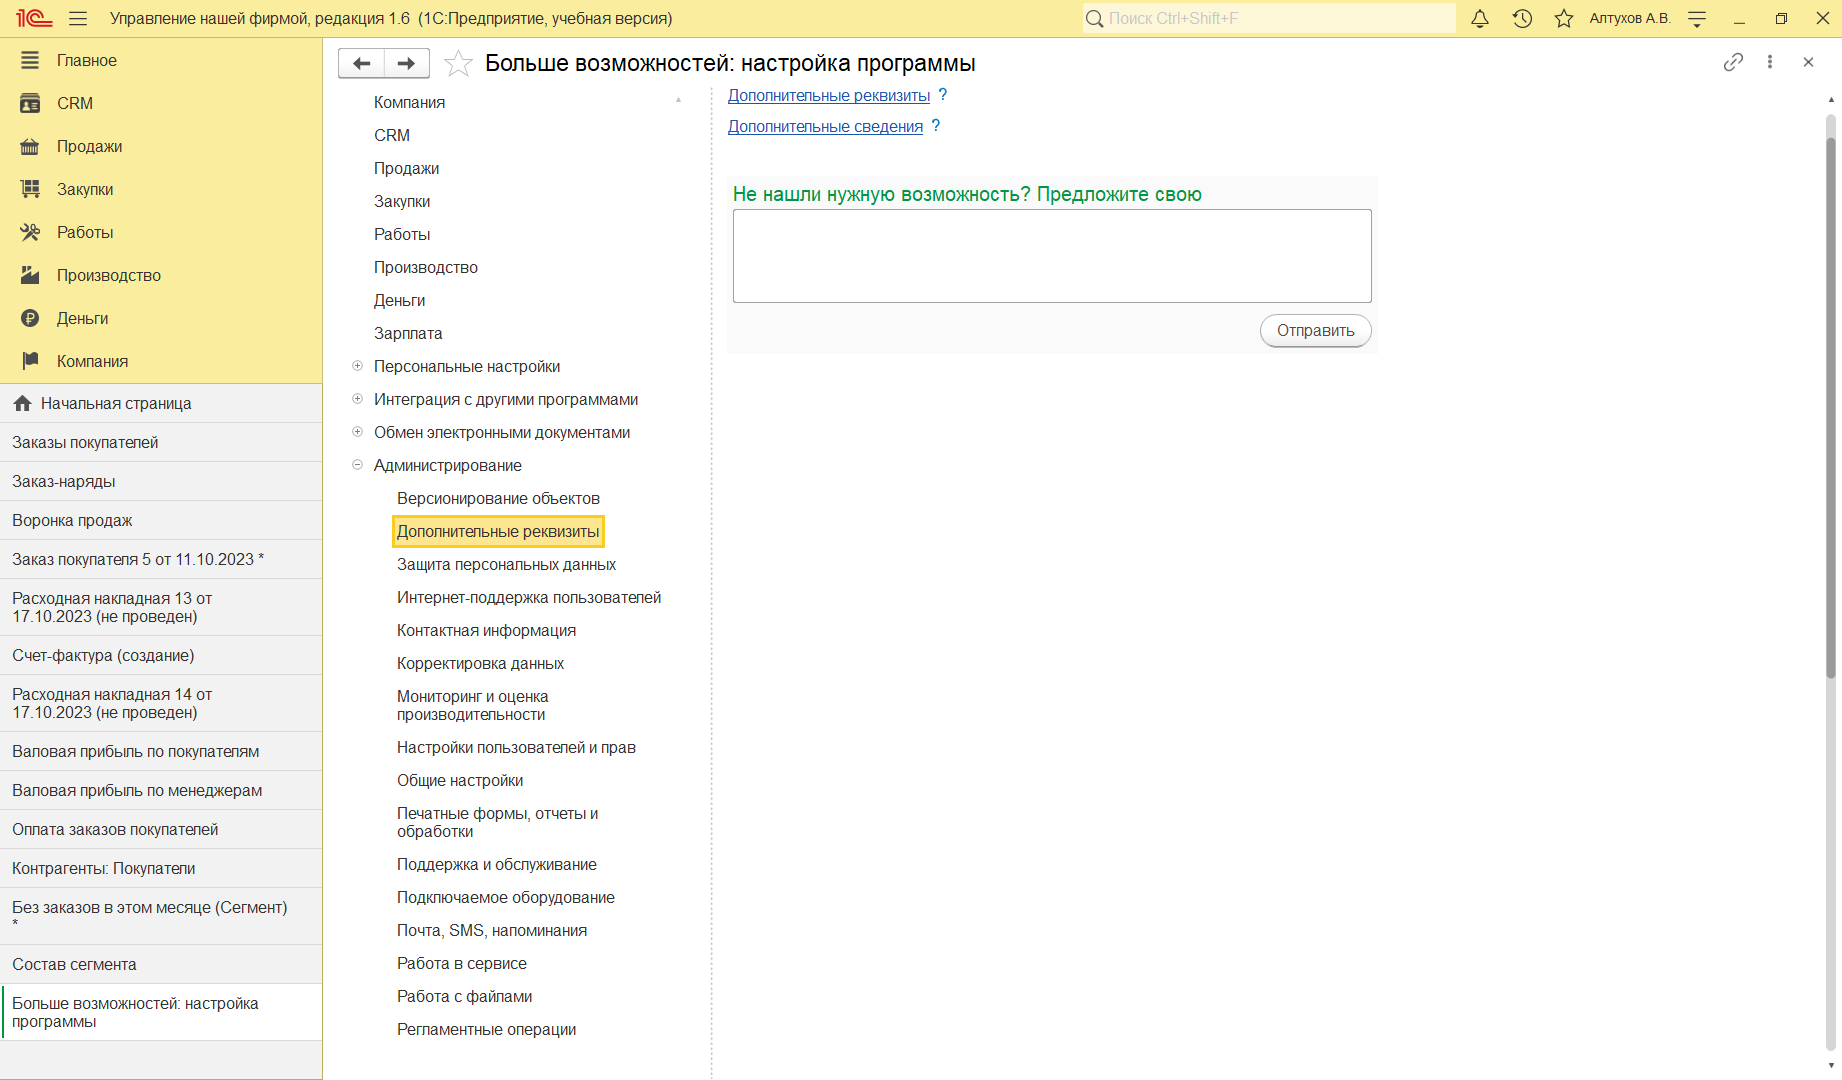 1С Управление нашей фирмой, редакция 1.6 (1С:Предприятие, учебная версия)
Поиск Ctrl+Shift+F
Алтухов А.В.
Главное
CRM
Продажи
Закупки
Работы
Производство
Деньги
Компания
Начальная страница
Заказы покупателей
Заказ-наряды
Воронка продаж
Заказ покупателя 5 от 11.10.2023 *
Расходная накладная 13 от
17.10.2023 (не проведен)
Счет-фактура (создание)
Расходная накладная 14 от
17.10.2023 (не проведен)
Валовая прибыль по покупателям
Валовая прибыль по менеджерам
Оплата заказов покупателей
Контрагенты: Покупатели
Без заказов в этом месяце (Сегмент)
*
Состав сегмента
Больше возможностей: настройка
программы
Больше возможностей: настройка программы
Компания
CRM
Продажи
Закупки
Работы
Производство
Деньги
Зарплата
Персональные настройки
Интеграция с другими программами
Обмен электронными документами
Администрирование
Версионирование объектов
Дополнительные реквизиты
Защита персональных данных
Интернет-поддержка пользователей
Контактная информация
Корректировка данных
Мониторинг и оценка
производительности
Настройки пользователей и прав
Общие настройки
Печатные формы, отчеты и
обработки
Поддержка и обслуживание
Подключаемое оборудование
Почта, SMS, напоминания
Работа в сервисе
Работа с файлами
Регламентные операции
Дополнительные реквизиты ?
Дополнительные сведения ?
Не нашли нужную возможность? Предложите свою
Отправить